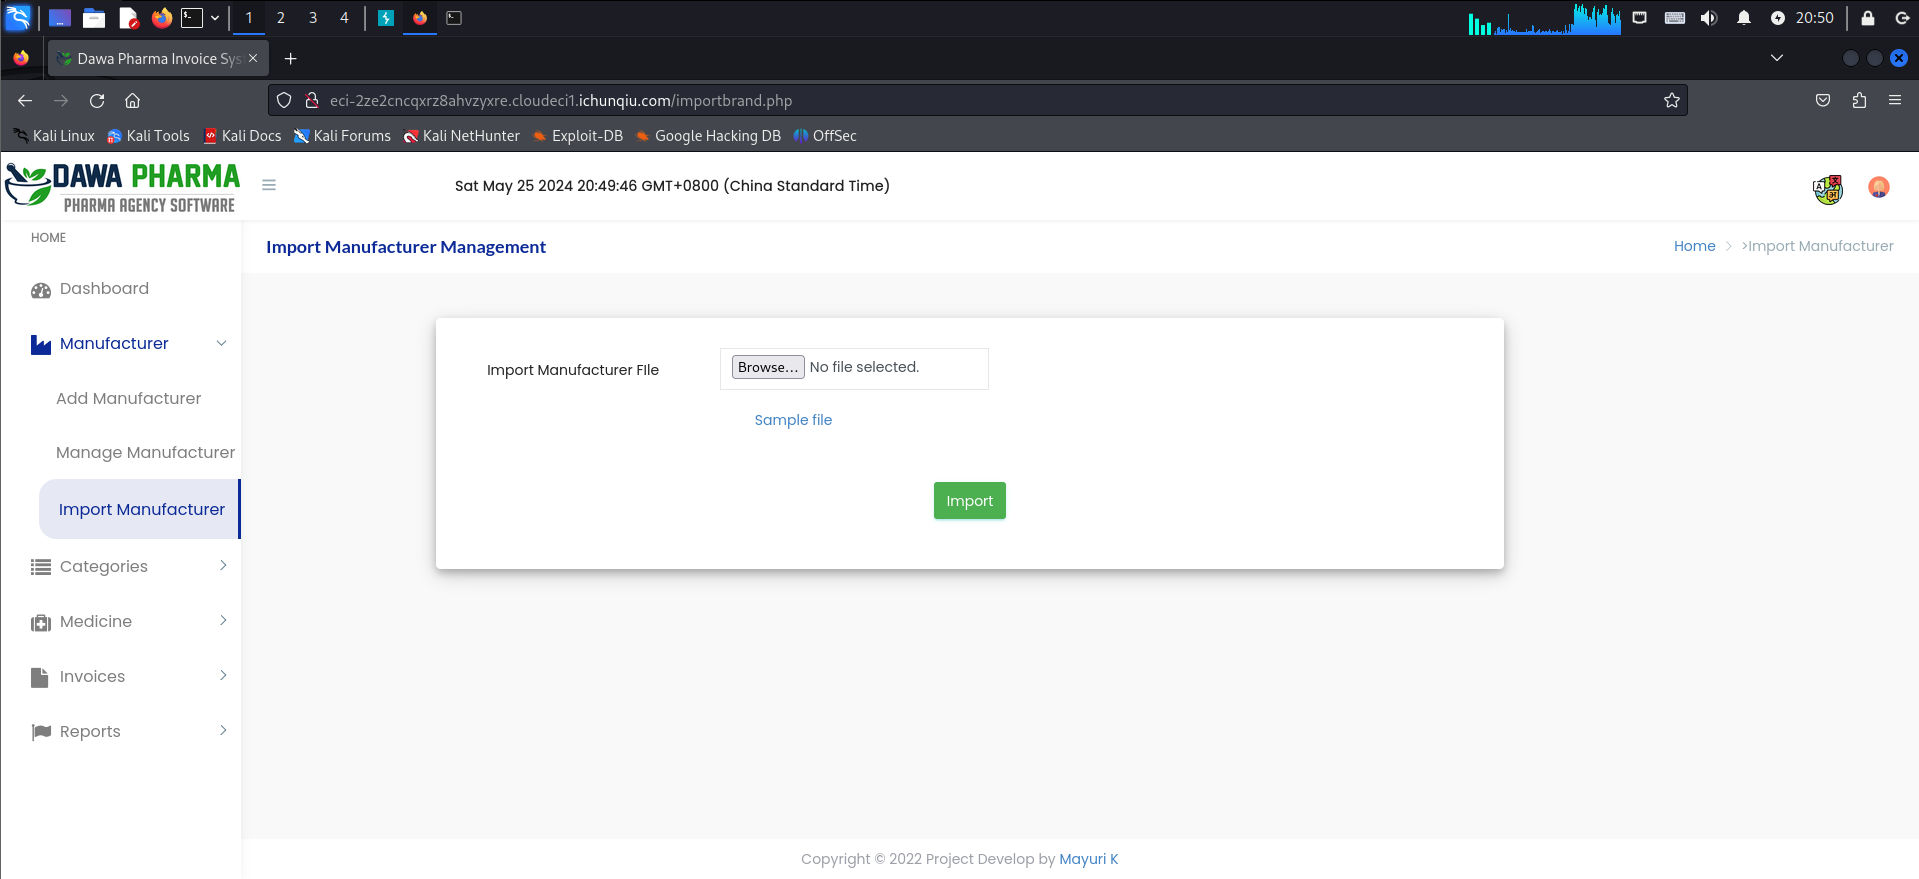 1 2 3 4 20:50
Dawa Pharma Invoice Sys
eci-2ze2cncqxrz8ahvzyxre.cloudeci1.ichunqiu.com/importbrand.php
Kali Linux Kali Tools Kali Docs Kali Forums Kali NetHunter Exploit-DB Google Hacking DB OffSec
DAWA PHARMA
PHARMA AGENCY SOFTWARE
Sat May 25 2024 20:49:46 GMT+0800 (China Standard Time)
HOME
Import Manufacturer Management
Home >Import Manufacturer
Dashboard
Manufacturer
Add Manufacturer
Manage Manufacturer
Import Manufacturer
Categories
Medicine
Invoices
Reports
Import Manufacturer FIle
Browse... No file selected.
Sample file
Import
Copyright © 2022 Project Develop by Mayuri K